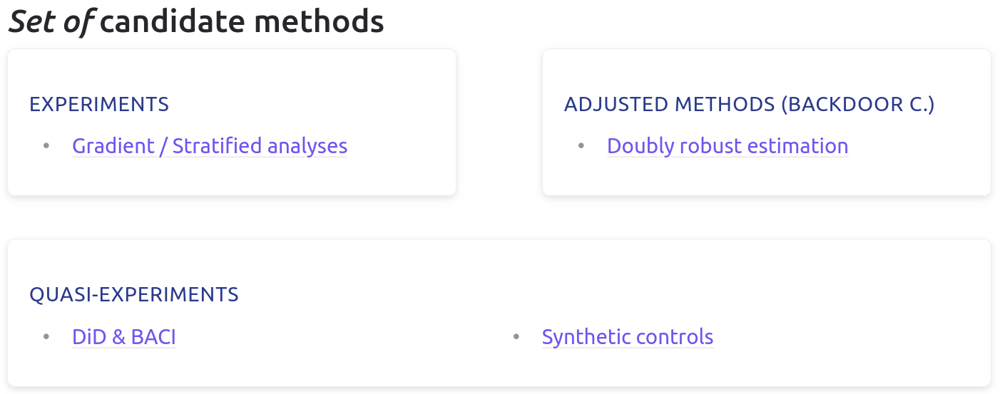 Set of candidate methods
EXPERIMENTS
• Gradient / Stratified analyses
ADJUSTED METHODS (BACKDOOR C.)
• Doubly robust estimation
QUASI-EXPERIMENTS
• DiD & BACI
• Synthetic controls